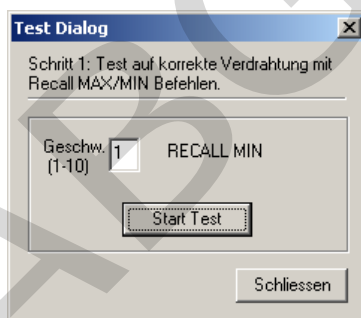 Test Dialog
Schritt 1: Test auf korrekte Verdrahtung mit
Recall MAX/MIN Befehlen.
Geschw. 1 RECALL MIN
(1-10)
Start Test
Schliessen